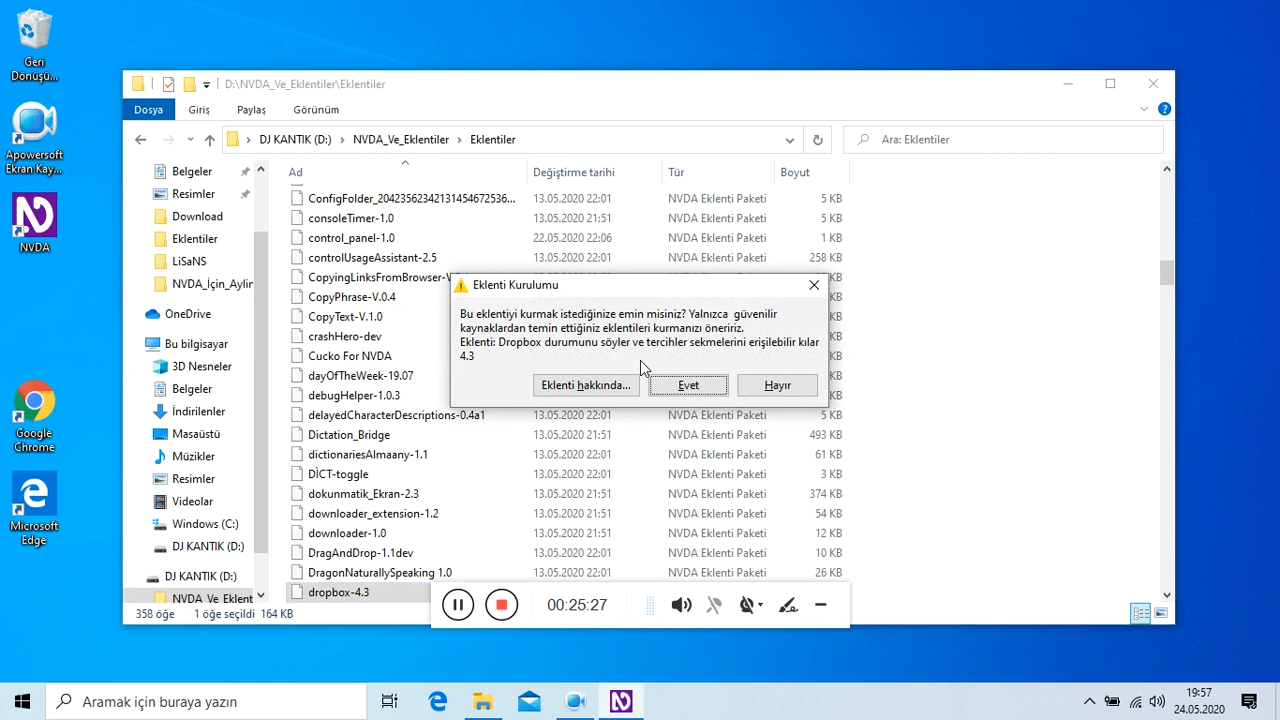 Geri
Dönüşü...
Apowersoft
Ekran Kay...
NVDA
Google
Chrome
Microsoft
Edge
D:\NVDA_Ve_Eklentiler\Eklentiler
Dosya
Giriş
Paylaş
Görünüm
DJ KANTIK (D:) > NVDA_Ve_Eklentiler > Eklentiler
Ara: Eklentiler
Belgeler
Resimler
Download
Eklentiler
LiSaNS
NVDA_İçin_Aylin
OneDrive
Bu bilgisayar
3D Nesneler
Belgeler
İndirilenler
Masaüstü
Müzikler
Resimler
Videolar
Windows (C:)
DJ KANTIK (D:)
DJ KANTIK (D:)
NVDA_Ve_Eklent
Ad Değiştirme tarihi Tür Boyut
ConfigFolder_20423562342131454672536... 13.05.2020 22:01 NVDA Eklenti Paketi 5 KB
consoleTimer-1.0 13.05.2020 21:51 NVDA Eklenti Paketi 5 KB
control_panel-1.0 22.05.2020 22:06 NVDA Eklenti Paketi 1 KB
controlUsageAssistant-2.5 13.05.2020 22:01 NVDA Eklenti Paketi 258 KB
CopyingLinksFromBrowser-V
CopyPhrase-V.0.4
CopyText-V.1.0
crashHero-dev
Cucko For NVDA
dayOfTheWeek-19.07
debugHelper-1.0.3
delayedCharacterDescriptions-0.4a1 13.05.2020 22:01 NVDA Eklenti Paketi 5 KB
Dictation_Bridge 13.05.2020 21:51 NVDA Eklenti Paketi 493 KB
dictionariesAlmaany-1.1 13.05.2020 22:01 NVDA Eklenti Paketi 61 KB
DİCT-toggle 13.05.2020 22:01 NVDA Eklenti Paketi 3 KB
dokunmatik_Ekran-2.3 13.05.2020 21:51 NVDA Eklenti Paketi 374 KB
downloader_extension-1.2 13.05.2020 22:01 NVDA Eklenti Paketi 54 KB
downloader-1.0 13.05.2020 21:51 NVDA Eklenti Paketi 12 KB
DragAndDrop-1.1dev 13.05.2020 22:01 NVDA Eklenti Paketi 10 KB
DragonNaturallySpeaking 1.0 13.05.2020 22:01 NVDA Eklenti Paketi 26 KB
dropbox-4.3
Eklenti Kurulumu
Bu eklentiyi kurmak istediğinize emin misiniz? Yalnızca güvenilir
kaynaklardan temin ettiğiniz eklentileri kurmanızı öneririz.
Eklenti: Dropbox durumunu söyler ve tercihler sekmelerini erişilebilir kılar
4.3
Eklenti hakkında...
Evet
Hayır
00:25:27
358 öğe 1 öğe seçildi 164 KB
Aramak için buraya yazın
19:57
24.05.2020